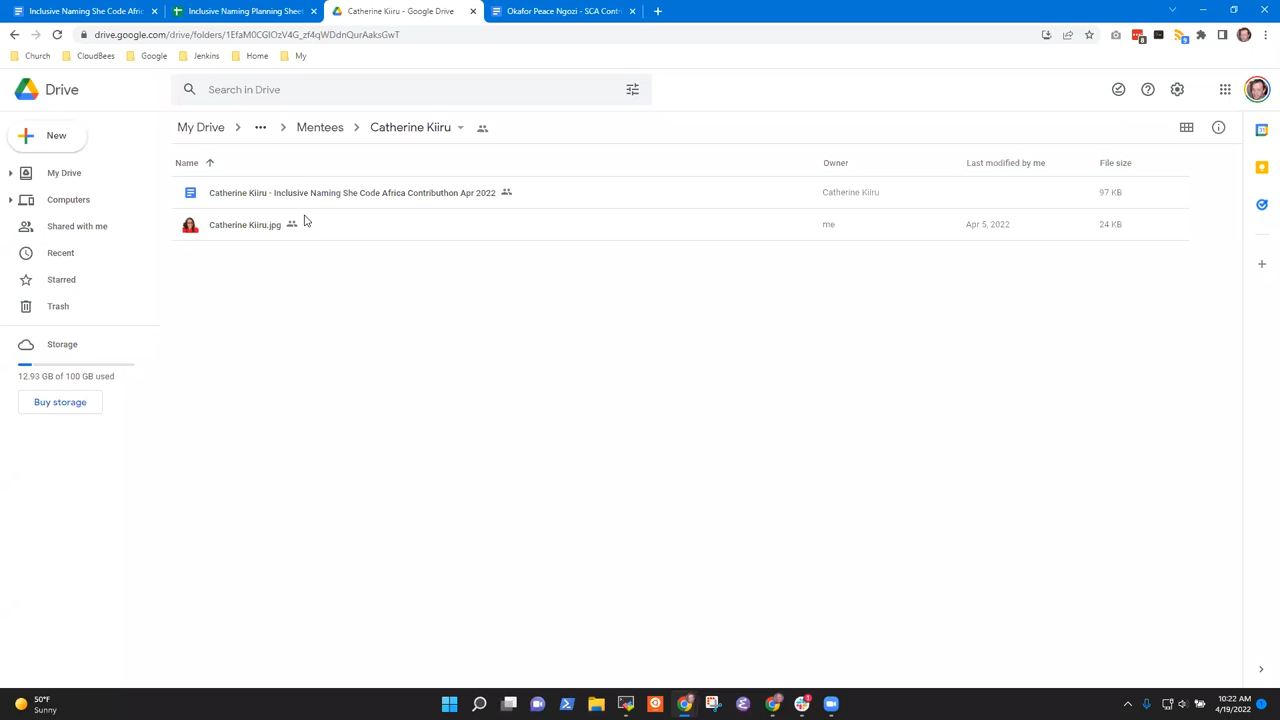 Inclusive Naming She Code Afric
Inclusive Naming Planning Sheet
Catherine Kiiru - Google Drive
Okafor Peace Ngozi - SCA Contr
drive.google.com/drive/folders/1EfaM0CGIOzV4G_zf4qWDdnQurAaksGwT
Church
CloudBees
Google
Jenkins
Home
My
Drive
Search in Drive
New
My Drive
Mentees
Catherine Kiiru
Name
Owner
Last modified by me
File size
My Drive
Computers
Shared with me
Recent
Starred
Trash
Storage
12.93 GB of 100 GB used
Buy storage
Catherine Kiiru - Inclusive Naming She Code Africa Contributhon Apr 2022
Catherine Kiiru
97 KB
Catherine Kiiru.jpg
me
Apr 5, 2022
24 KB
50°F
Sunny
10:22 AM
4/19/2022